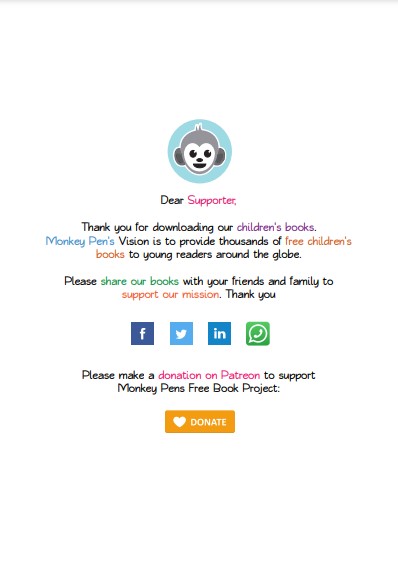 Dear Supporter,
Thank you for downloading our children's books.
Monkey Pen's Vision is to provide thousands of free children's
books to young readers around the globe.
Please share our books with your friends and family to
support our mission. Thank you
f
in
Please make a donation on Patreon to support
Monkey Pens Free Book Project:
DONATE